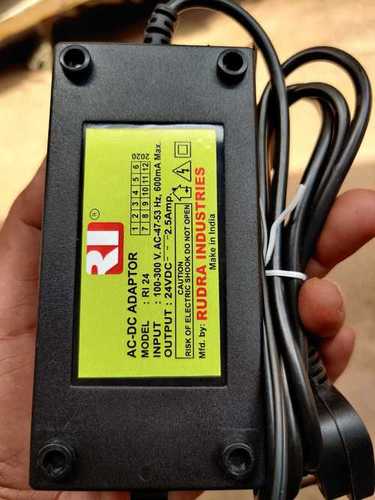 RI
®
AC-DC ADAPTOR
MODEL : RI 24
INPUT : 100-300 V. AC-47-53 Hz, 600mA Max.
OUTPUT : 24VDC 2.5Amp.
1 2 3 4 5 6 2020
7 8 9 10 11 12
CAUTION
RISK OF ELECTRIC SHOOK DO NOT OPEN
Mfd. by: RUDRA INDUSTRIES
Make in India